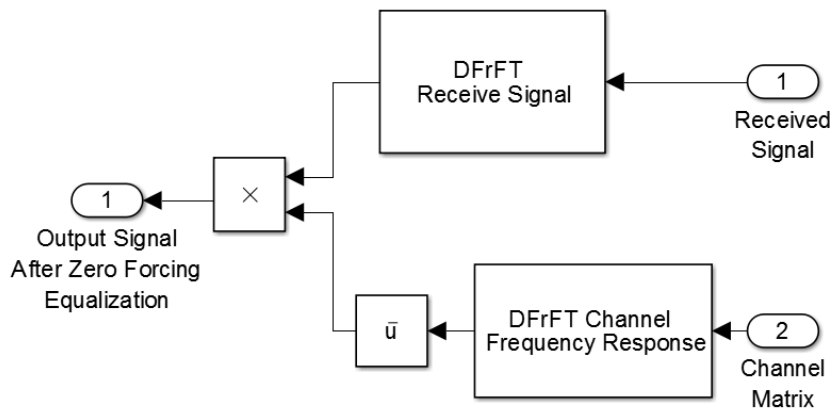 DFrFT
Receive Signal
1
Received
Signal
×
1
Output Signal
After Zero Forcing
Equalization
ū
DFrFT Channel
Frequency Response
2
Channel
Matrix